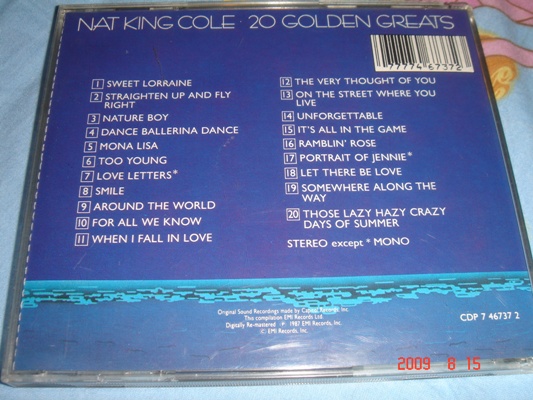 NAT KING COLE · 20 GOLDEN GREATS
77774 67372
1 SWEET LORRAINE
2 STRAIGHTEN UP AND FLY
RIGHT
3 NATURE BOY
4 DANCE BALLERINA DANCE
5 MONA LISA
6 TOO YOUNG
7 LOVE LETTERS*
8 SMILE
9 AROUND THE WORLD
10 FOR ALL WE KNOW
11 WHEN I FALL IN LOVE
12 THE VERY THOUGHT OF YOU
13 ON THE STREET WHERE YOU
LIVE
14 UNFORGETTABLE
15 IT'S ALL IN THE GAME
16 RAMBLIN' ROSE
17 PORTRAIT OF JENNIE*
18 LET THERE BE LOVE
19 SOMEWHERE ALONG THE
WAY
20 THOSE LAZY HAZY CRAZY
DAYS OF SUMMER
STEREO except * MONO
Original Sound Recordings made by Capitol Records, Inc.
This compilation EMI Records Ltd.
Digitally Re-mastered ℗ 1987 EMI Records, Inc.
© EMI Records, Inc.
CDP 7 46737 2
2009 8 15